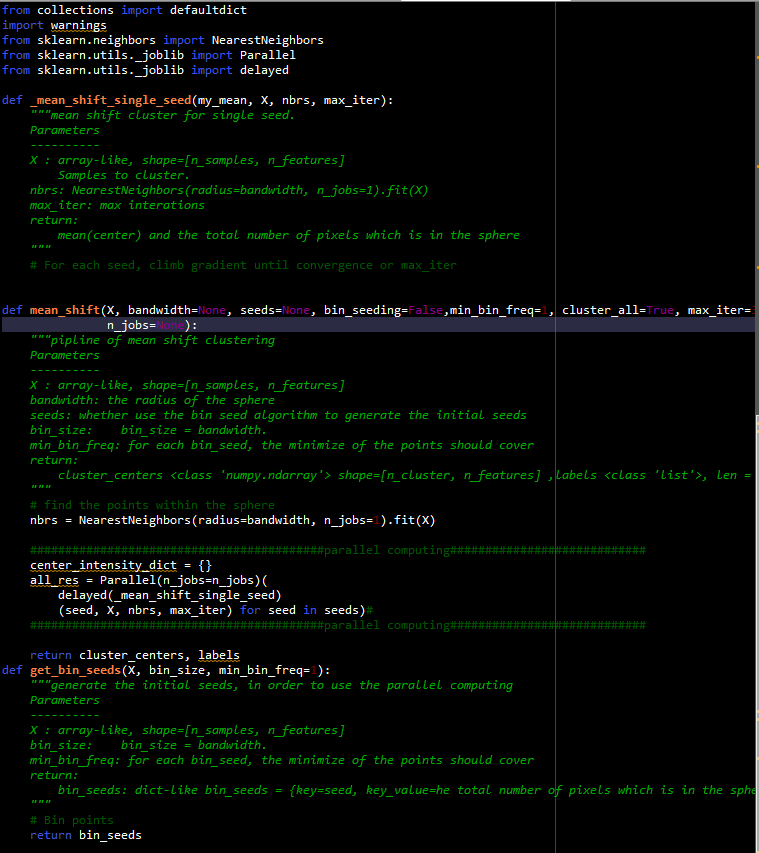 from collections import defaultdict
import warnings
from sklearn.neighbors import NearestNeighbors
from sklearn.utils._joblib import Parallel
from sklearn.utils._joblib import delayed

def _mean_shift_single_seed(my_mean, X, nbrs, max_iter):
    """mean shift cluster for single seed.
    Parameters
    ----------
    X : array-like, shape=[n_samples, n_features]
        Samples to cluster.
    nbrs: NearestNeighbors(radius=bandwidth, n_jobs=1).fit(X)
    max_iter: max interations
    return:
        mean(center) and the total number of pixels which is in the sphere
    """
    # For each seed, climb gradient until convergence or max_iter


def mean_shift(X, bandwidth=None, seeds=None, bin_seeding=False,min_bin_freq=1, cluster_all=True, max_iter=
               n_jobs=None):
    """pipline of mean shift clustering
    Parameters
    ----------
    X : array-like, shape=[n_samples, n_features]
    bandwidth: the radius of the sphere
    seeds: whether use the bin seed algorithm to generate the initial seeds
    bin_size:    bin_size = bandwidth.
    min_bin_freq: for each bin_seed, the minimize of the points should cover
    return:
        cluster_centers <class 'numpy.ndarray'> shape=[n_cluster, n_features] ,labels <class 'list'>, len =
    """
    # find the points within the sphere
    nbrs = NearestNeighbors(radius=bandwidth, n_jobs=1).fit(X)

    ##########################################parallel computing############################
    center_intensity_dict = {}
    all_res = Parallel(n_jobs=n_jobs)(
        delayed(_mean_shift_single_seed)
        (seed, X, nbrs, max_iter) for seed in seeds)#
    ##########################################parallel computing############################

    return cluster_centers, labels
def get_bin_seeds(X, bin_size, min_bin_freq=1):
    """generate the initial seeds, in order to use the parallel computing
    Parameters
    ----------
    X : array-like, shape=[n_samples, n_features]
    bin_size:    bin_size = bandwidth.
    min_bin_freq: for each bin_seed, the minimize of the points should cover
    return:
        bin_seeds: dict-like bin_seeds = {key=seed, key_value=he total number of pixels which is in the sphe
    """
    # Bin points
    return bin_seeds